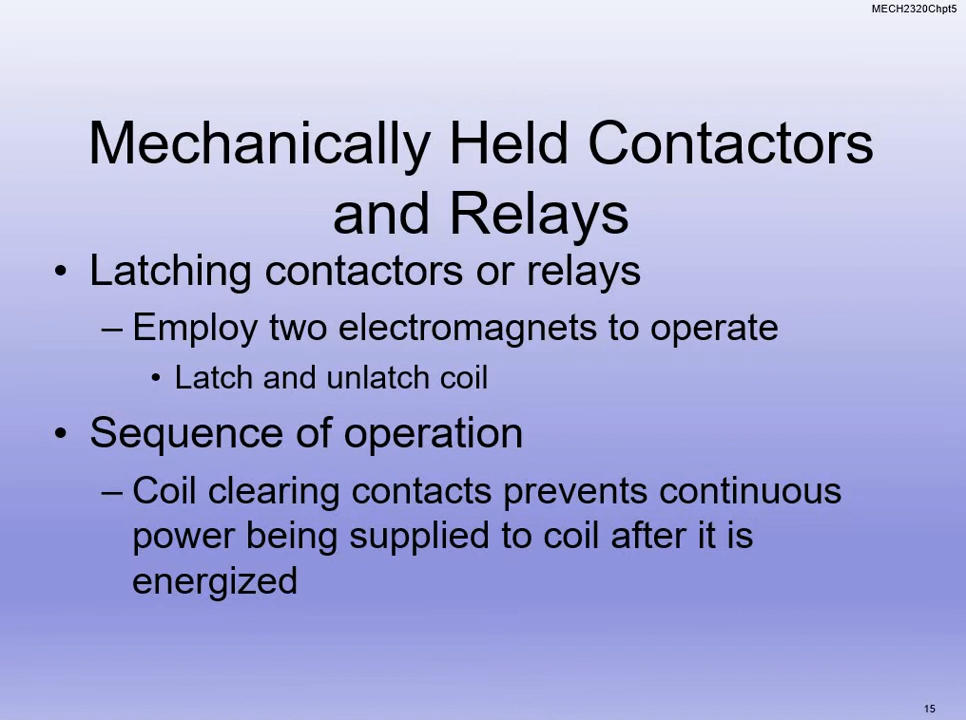 MECH2320Chpt5
Mechanically Held Contactors
and Relays
• Latching contactors or relays
– Employ two electromagnets to operate
• Latch and unlatch coil
• Sequence of operation
– Coil clearing contacts prevents continuous
power being supplied to coil after it is
energized
15